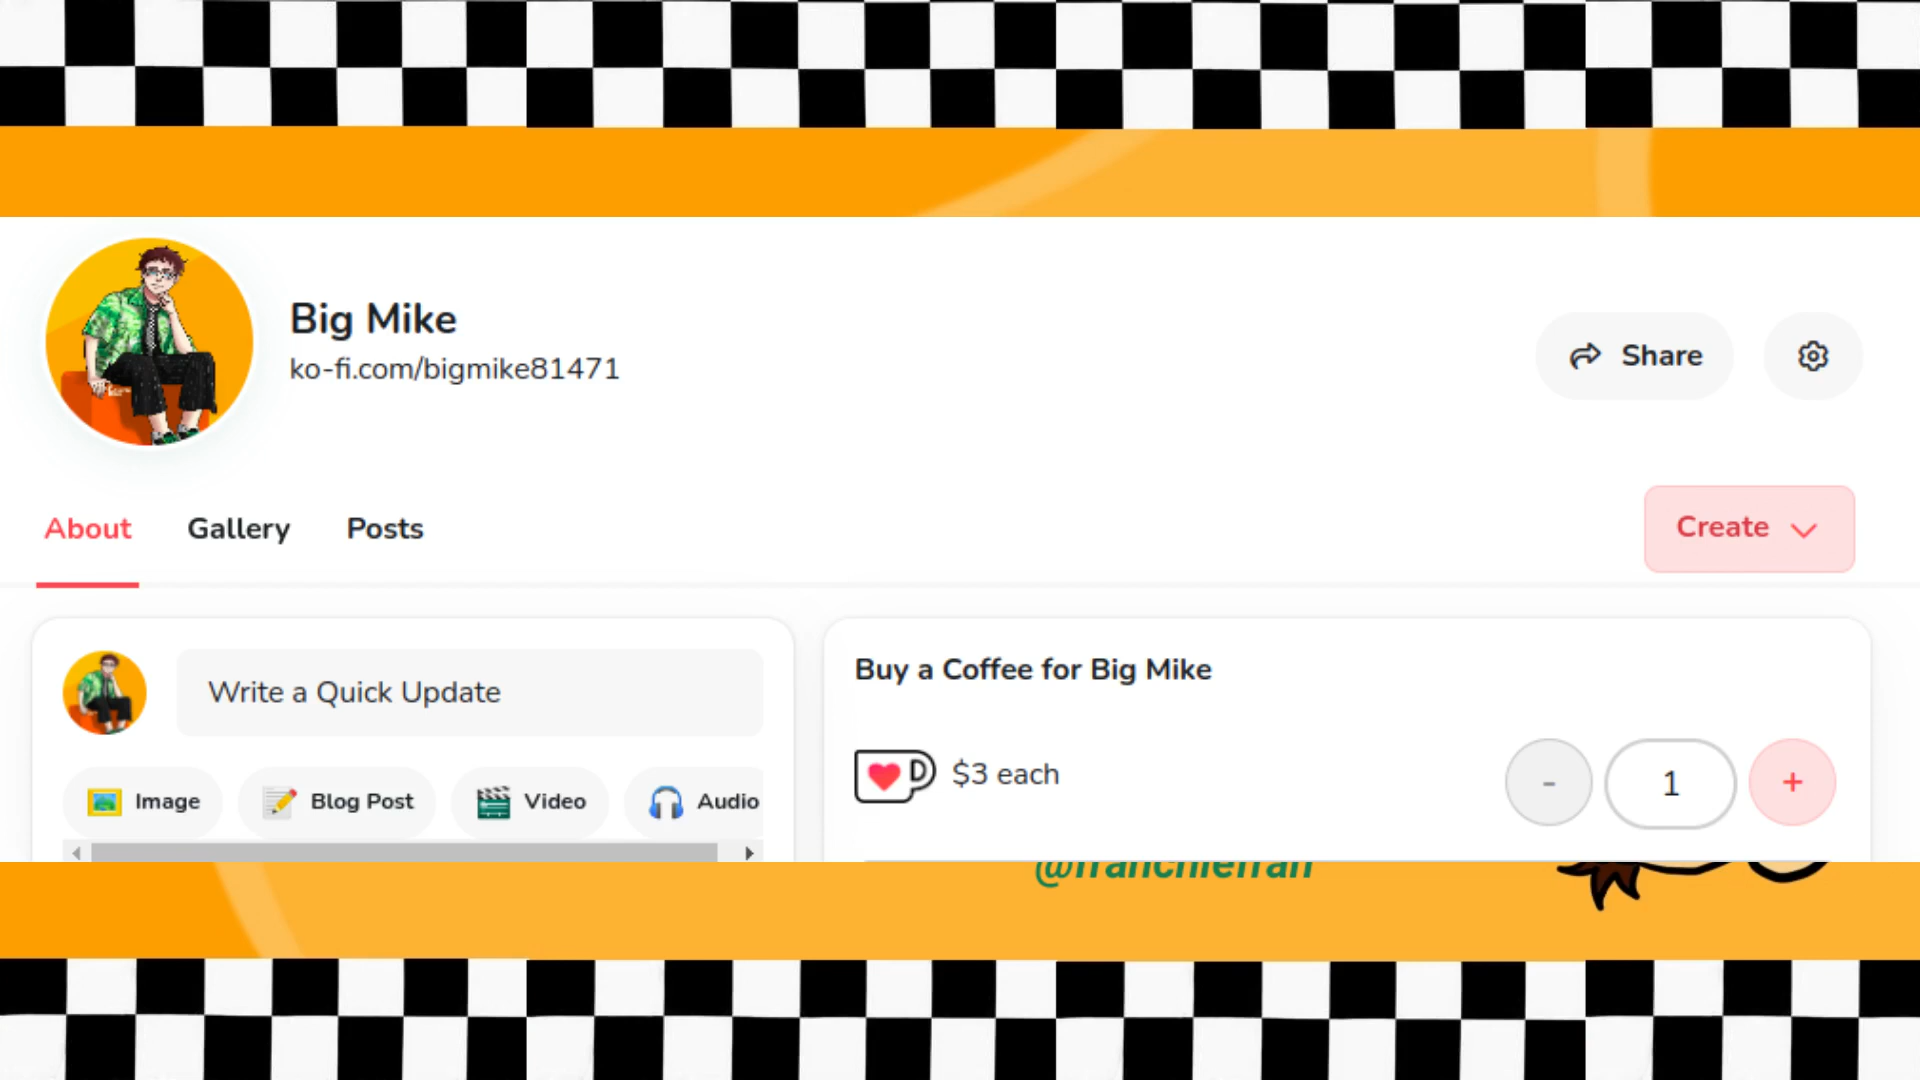 Big Mike
ko-fi.com/bigmike81471
Share
About Gallery Posts
Create
Write a Quick Update
Image Blog Post Video Audio
Buy a Coffee for Big Mike
$3 each
- 1 +